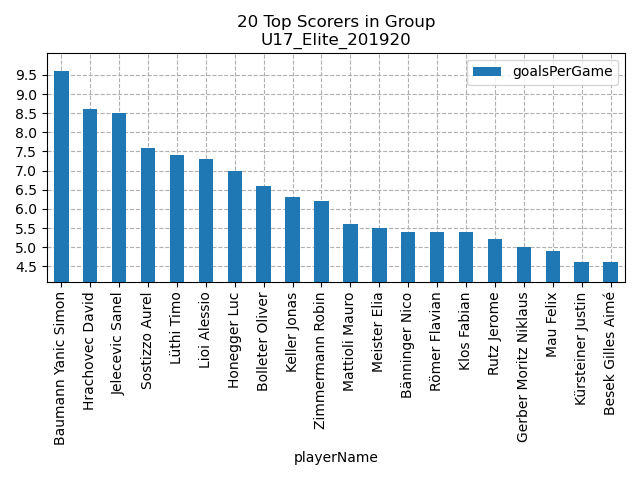 20 Top Scorers in Group
U17_Elite_201920
goalsPerGame
9.5
9.0
8.5
8.0
7.5
7.0
6.5
6.0
5.5
5.0
4.5
Baumann Yanic Simon
Hrachovec David
Jelecevic Sanel
Sostizzo Aurel
Lüthi Timo
Lioi Alessio
Honegger Luc
Bolleter Oliver
Keller Jonas
Zimmermann Robin
Mattioli Mauro
Meister Elia
Bänninger Nico
Römer Flavian
Klos Fabian
Rutz Jerome
Gerber Moritz Niklaus
Mau Felix
Kürsteiner Justin
Besek Gilles Aimé
playerName